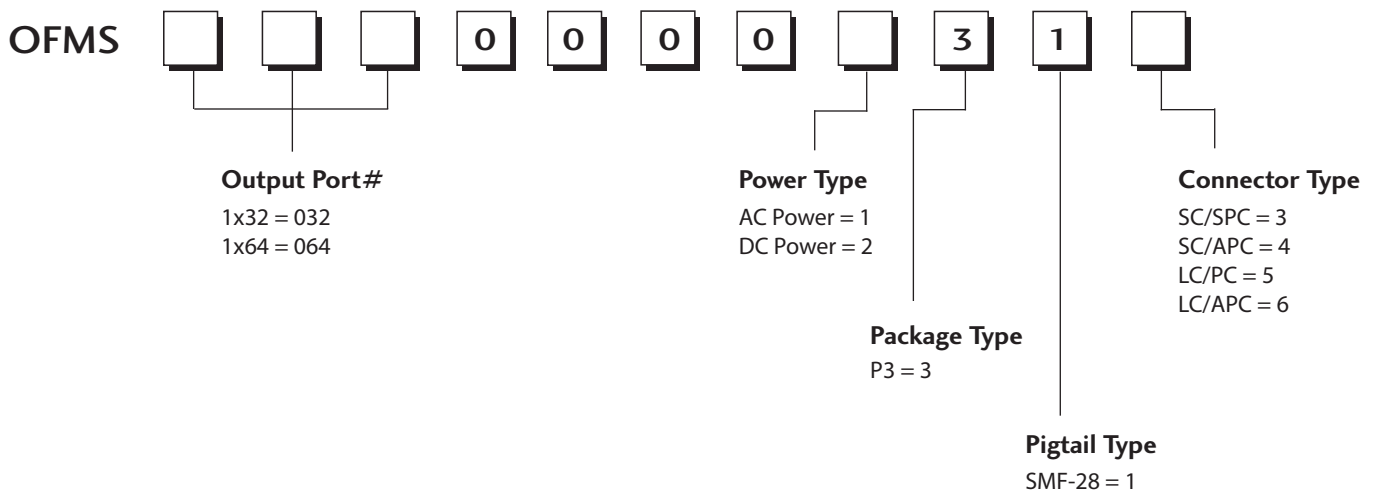 OFMS 0 0 0 0 3 1
Output Port#
1x32 = 032
1x64 = 064
Power Type
AC Power = 1
DC Power = 2
Connector Type
SC/SPC = 3
SC/APC = 4
LC/PC = 5
LC/APC = 6
Package Type
P3 = 3
Pigtail Type
SMF-28 = 1